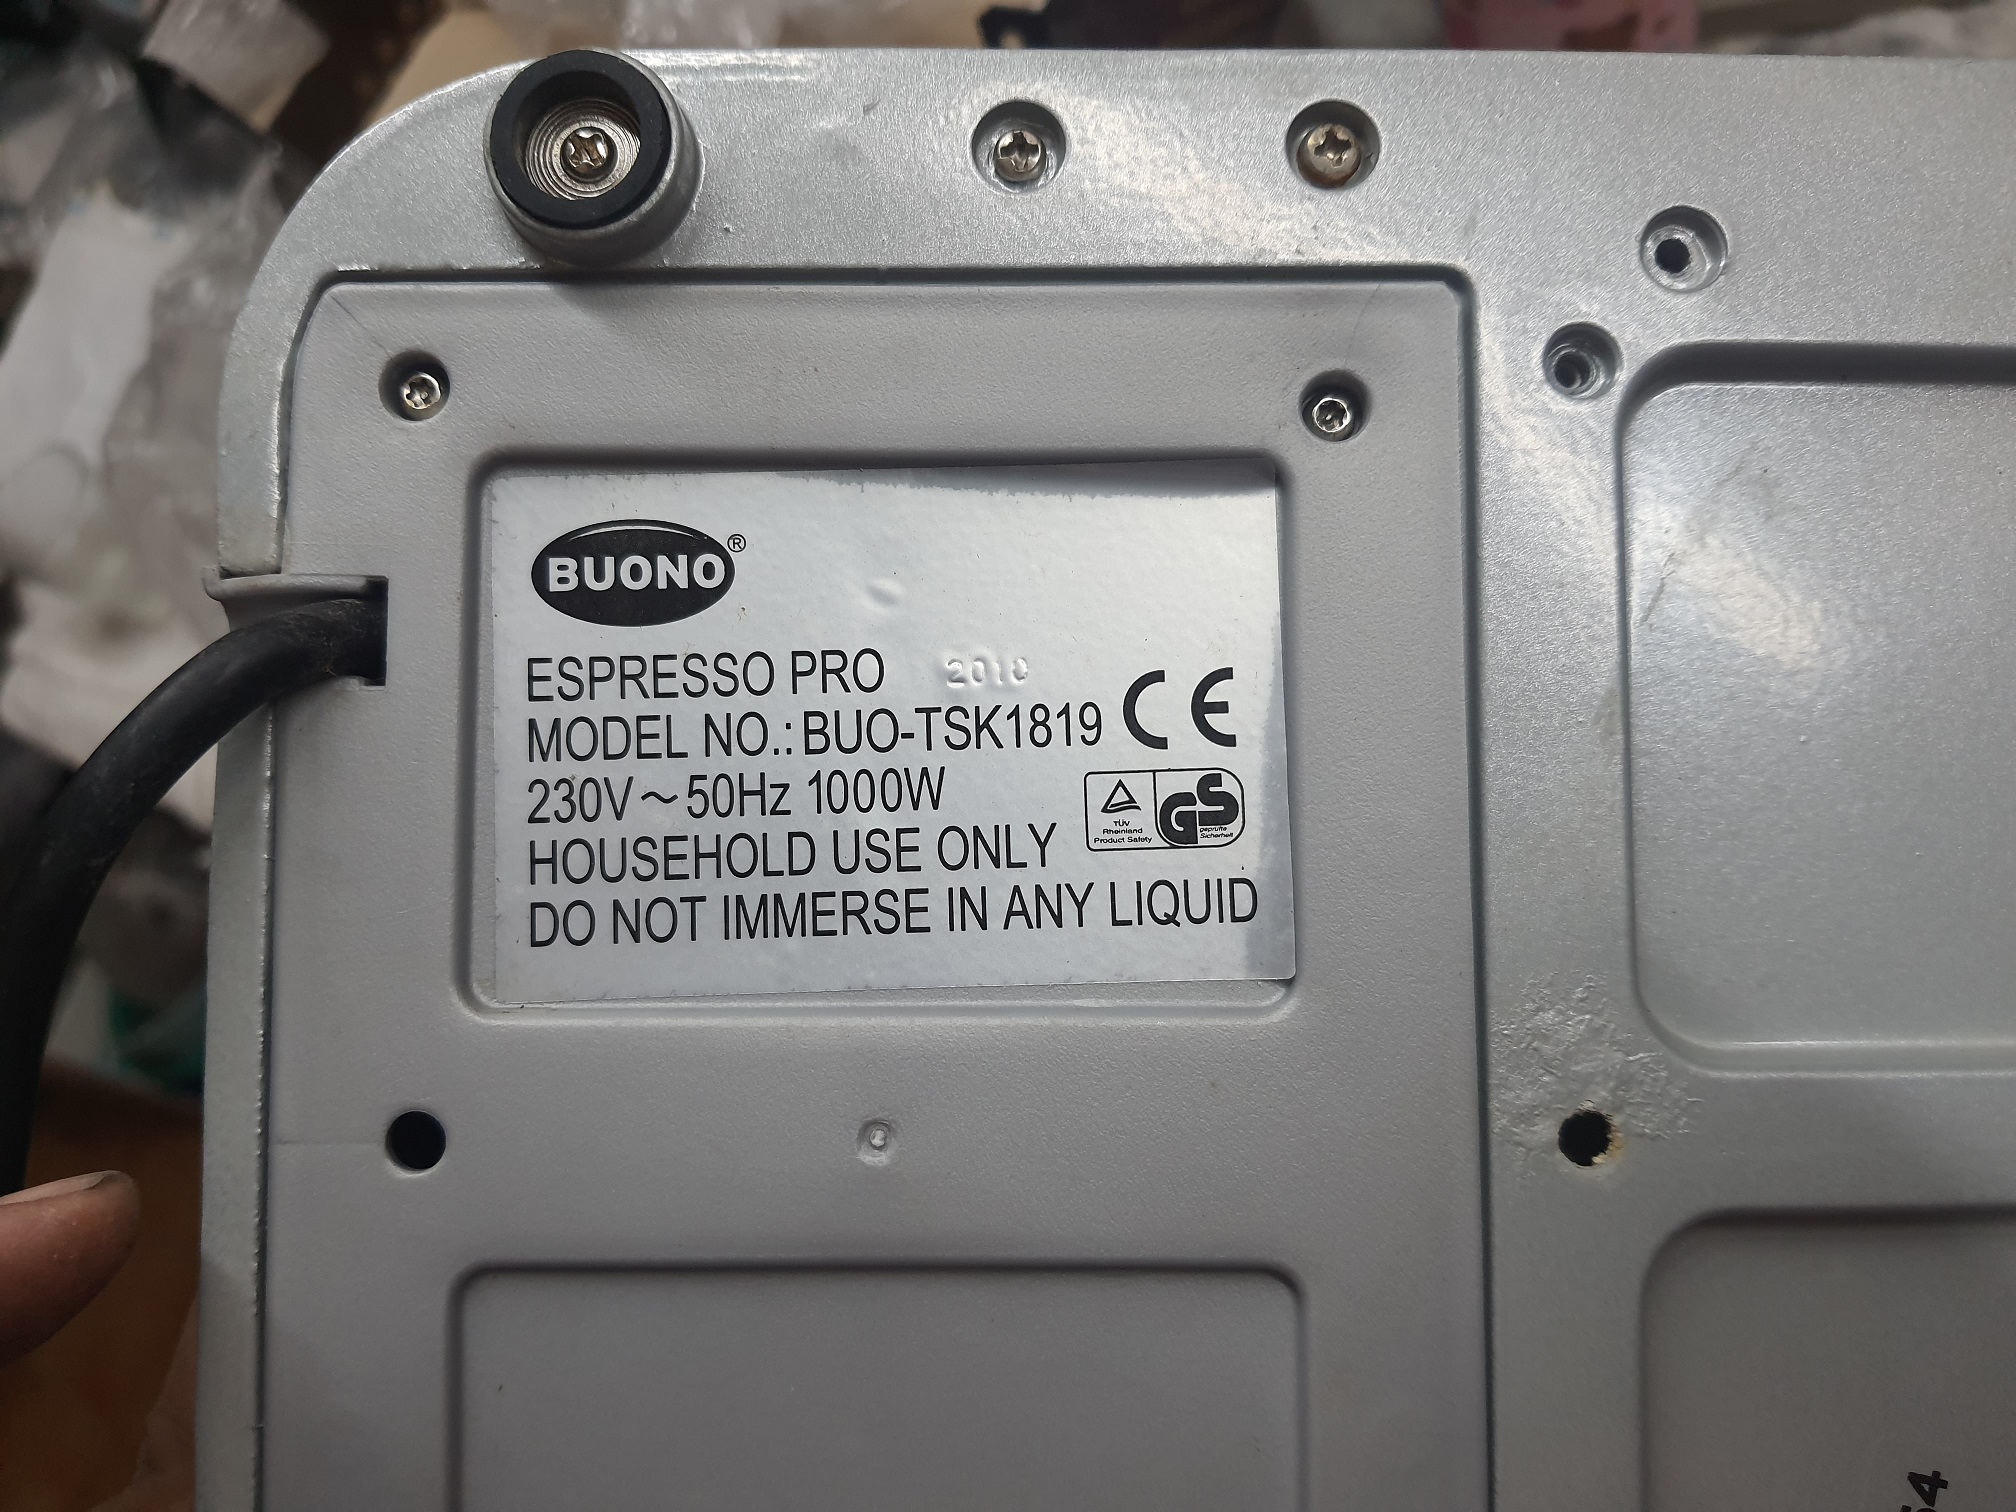 BUONO®
ESPRESSO PRO 2010
MODEL NO.: BUO-TSK1819 CE
230V～50Hz 1000W
TÜV
Rheinland
Product Safety
GS
geprüfte
Sicherheit
HOUSEHOLD USE ONLY
DO NOT IMMERSE IN ANY LIQUID